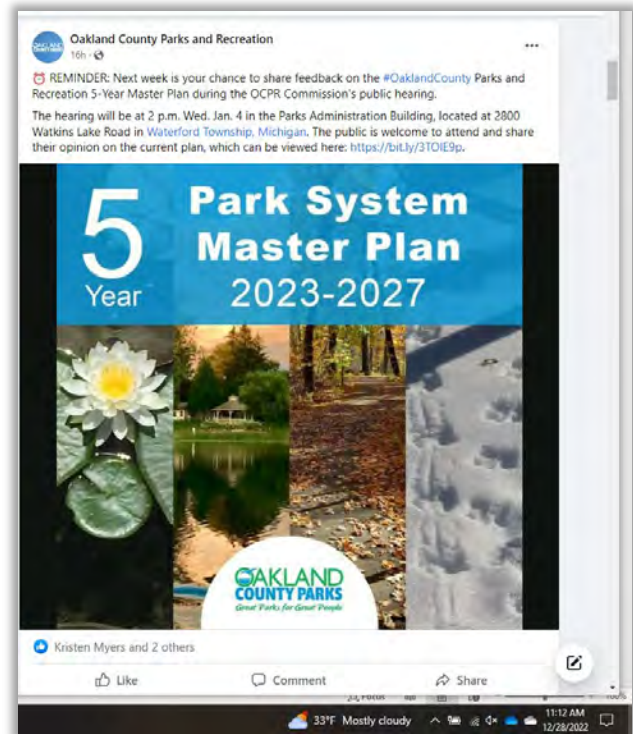 Oakland County Parks and Recreation
16h
REMINDER: Next week is your chance to share feedback on the #OaklandCounty Parks and
Recreation 5-Year Master Plan during the OCPR Commission's public hearing.
The hearing will be at 2 p.m. Wed. Jan. 4 in the Parks Administration Building, located at 2800
Watkins Lake Road in Waterford Township, Michigan. The public is welcome to attend and share
their opinion on the current plan, which can be viewed here: https://bit.ly/3TOlE9p.
5
Year
Park System
Master Plan
2023-2027
OAKLAND
COUNTY PARKS
Great Parks for Great People
Kristen Myers and 2 others
Like
Comment
Share
Focus
100%
33°F Mostly cloudy
11:12 AM
12/28/2022